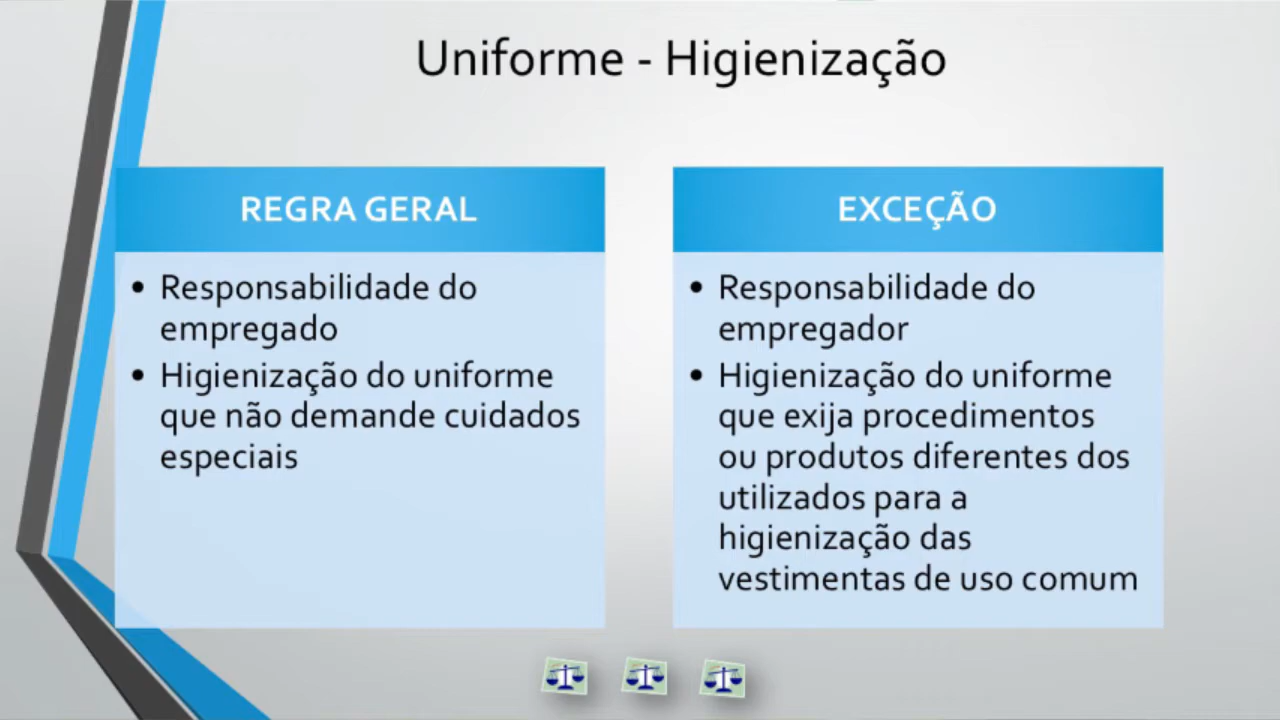 Uniforme - Higienização
REGRA GERAL
• Responsabilidade do
empregado
• Higienização do uniforme
que não demande cuidados
especiais
EXCEÇÃO
• Responsabilidade do
empregador
• Higienização do uniforme
que exija procedimentos
ou produtos diferentes dos
utilizados para a
higienização das
vestimentas de uso comum